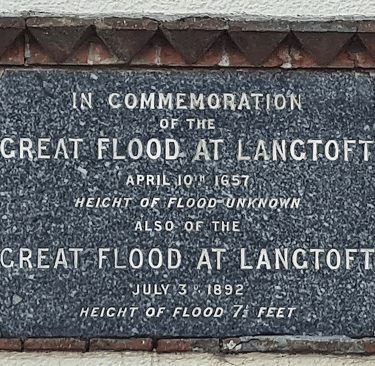 IN COMMEMORATION
OF THE
GREAT FLOOD AT LANGTOFT
APRIL 10TH 1657
HEIGHT OF FLOOD UNKNOWN
ALSO OF THE
GREAT FLOOD AT LANGTOFT
JULY 3RD 1892
HEIGHT OF FLOOD 7½ FEET